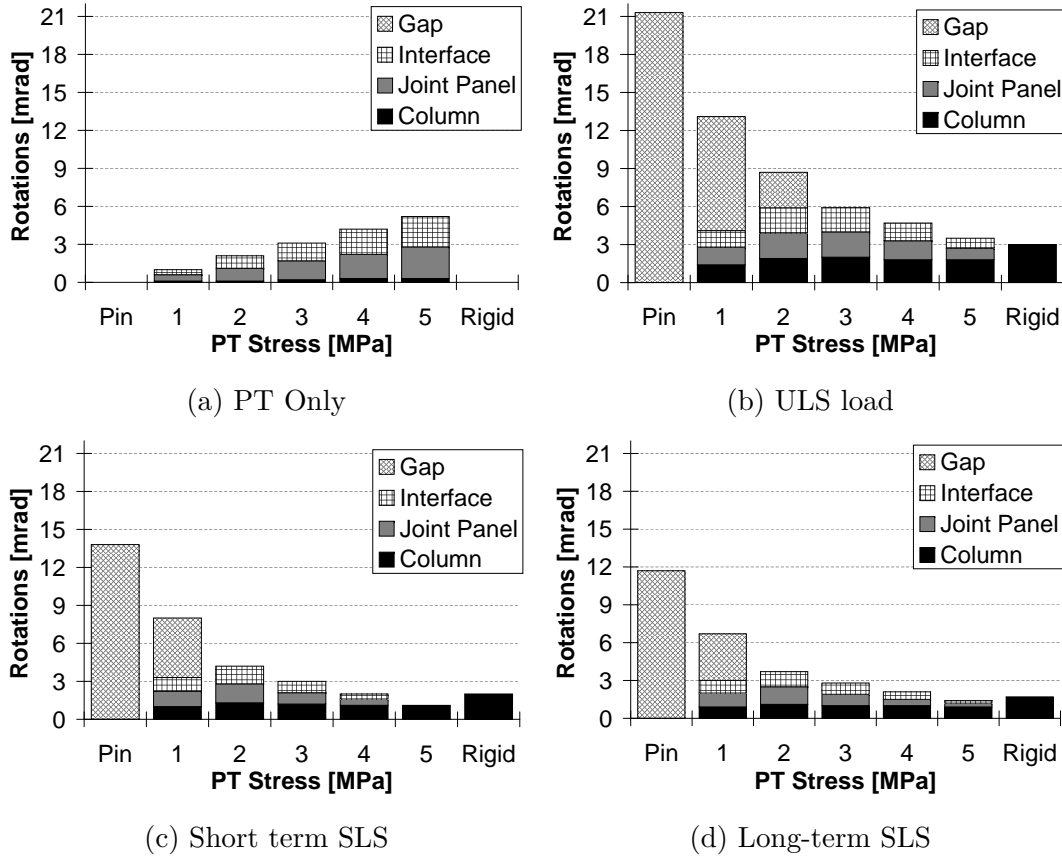 21
18
15
12
9
6
3
0
Rotations [mrad]
Gap
Interface
Joint Panel
Column
Pin 1 2 3 4 5 Rigid
PT Stress [MPa]
(a) PT Only
21
18
15
12
9
6
3
0
Rotations [mrad]
Gap
Interface
Joint Panel
Column
Pin 1 2 3 4 5 Rigid
PT Stress [MPa]
(b) ULS load
21
18
15
12
9
6
3
0
Rotations [mrad]
Gap
Interface
Joint Panel
Column
Pin 1 2 3 4 5 Rigid
PT Stress [MPa]
(c) Short term SLS
21
18
15
12
9
6
3
0
Rotations [mrad]
Gap
Interface
Joint Panel
Column
Pin 1 2 3 4 5 Rigid
PT Stress [MPa]
(d) Long-term SLS